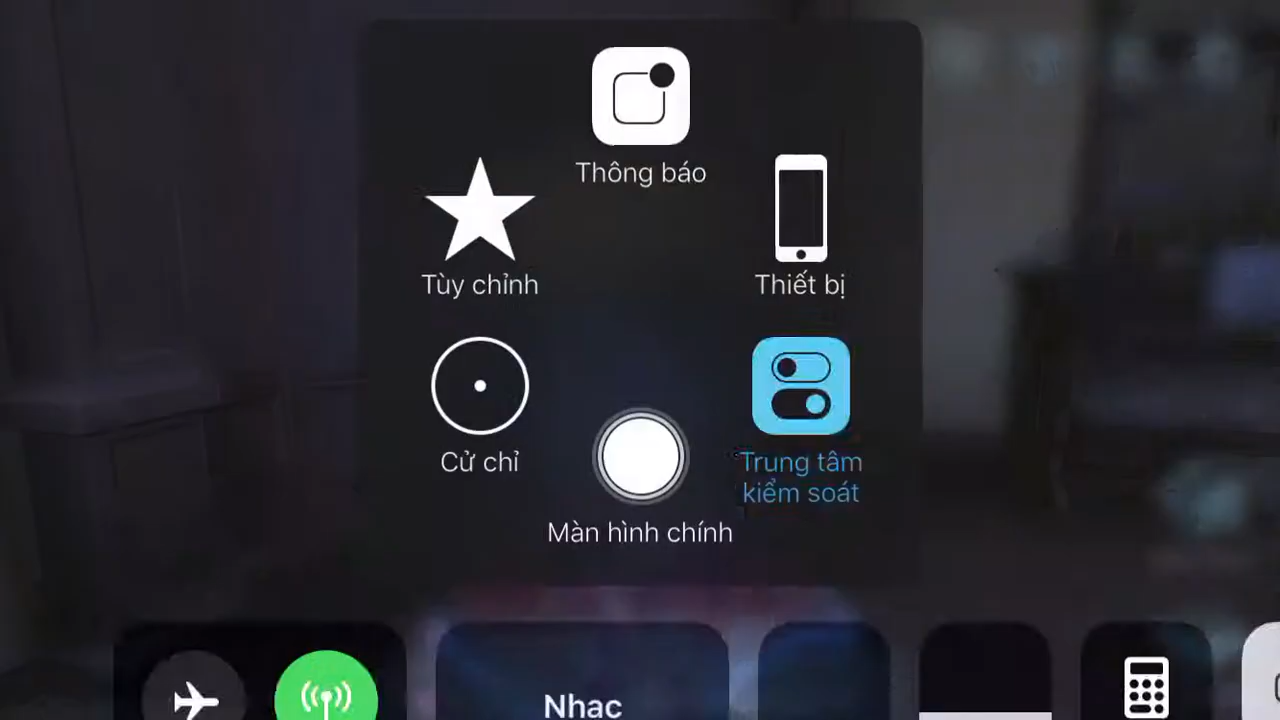 Thông báo
Tùy chỉnh
Thiết bị
Cử chỉ
Trung tâm
kiểm soát
Màn hình chính
Nhạc